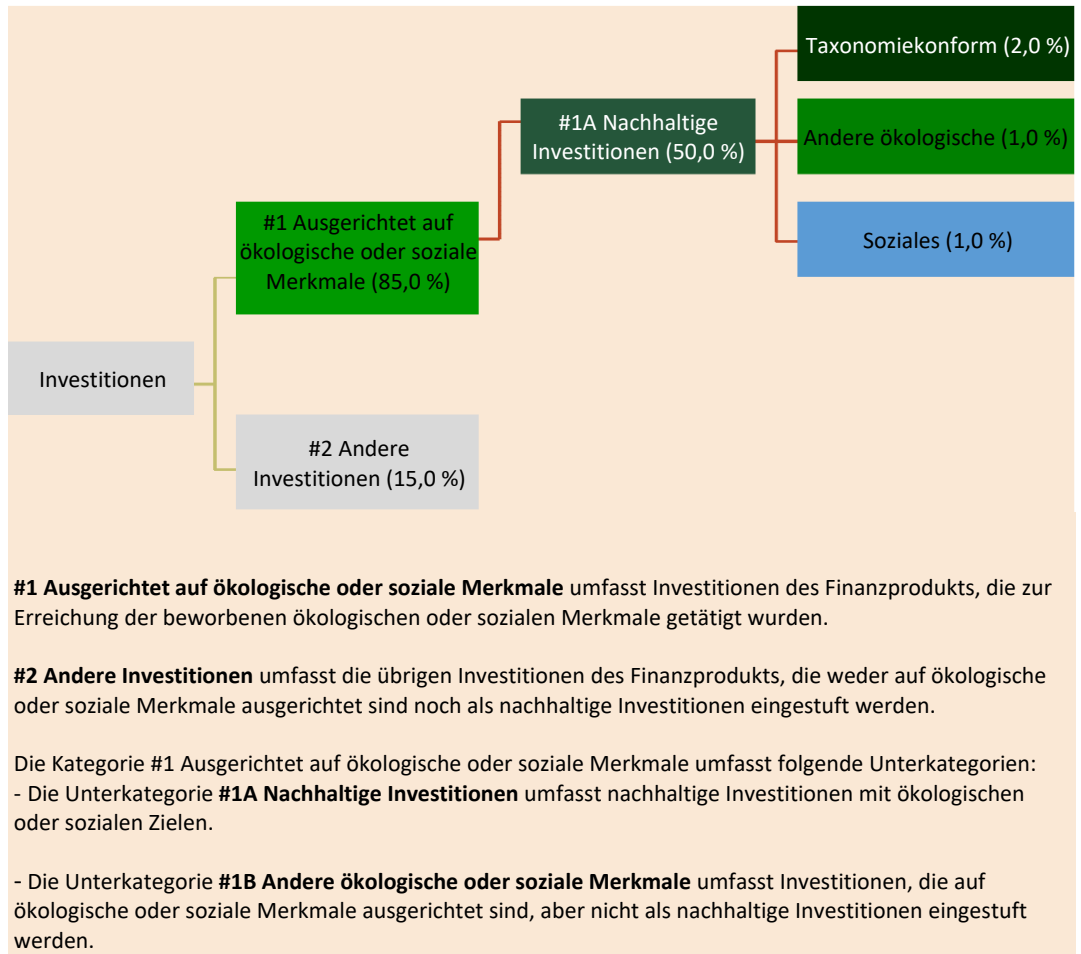 Taxonomiekonform (2,0 %)
#1A Nachhaltige
Investitionen (50,0 %)
Andere ökologische (1,0 %)
#1 Ausgerichtet auf
ökologische oder soziale
Merkmale (85,0 %)
Soziales (1,0 %)
Investitionen
#2 Andere
Investitionen (15,0 %)
#1 Ausgerichtet auf ökologische oder soziale Merkmale umfasst Investitionen des Finanzprodukts, die zur
Erreichung der beworbenen ökologischen oder sozialen Merkmale getätigt wurden.
#2 Andere Investitionen umfasst die übrigen Investitionen des Finanzprodukts, die weder auf ökologische
oder soziale Merkmale ausgerichtet sind noch als nachhaltige Investitionen eingestuft werden.
Die Kategorie #1 Ausgerichtet auf ökologische oder soziale Merkmale umfasst folgende Unterkategorien:
- Die Unterkategorie #1A Nachhaltige Investitionen umfasst nachhaltige Investitionen mit ökologischen
oder sozialen Zielen.
- Die Unterkategorie #1B Andere ökologische oder soziale Merkmale umfasst Investitionen, die auf
ökologische oder soziale Merkmale ausgerichtet sind, aber nicht als nachhaltige Investitionen eingestuft
werden.